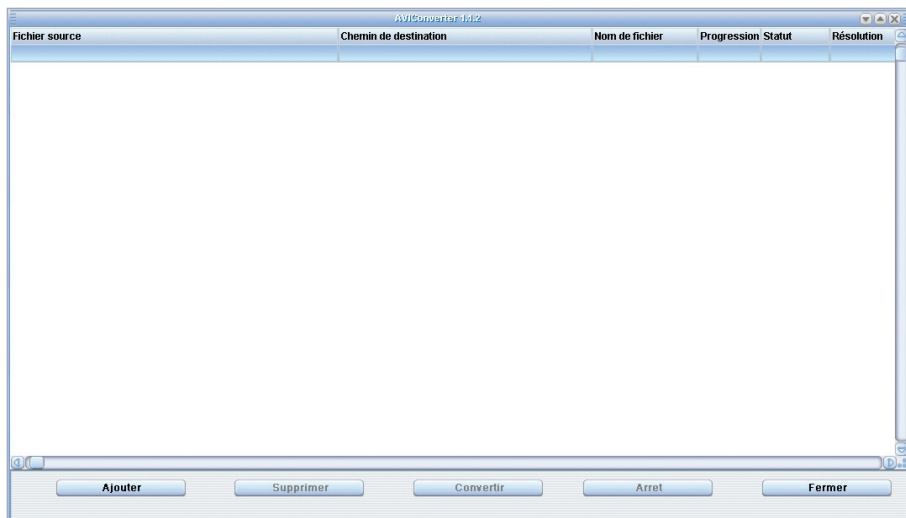 AVIConverter 1.1.2
Fichier source Chemin de destination Nom de fichier Progression Statut Résolution
Ajouter Supprimer Convertir Arret Fermer